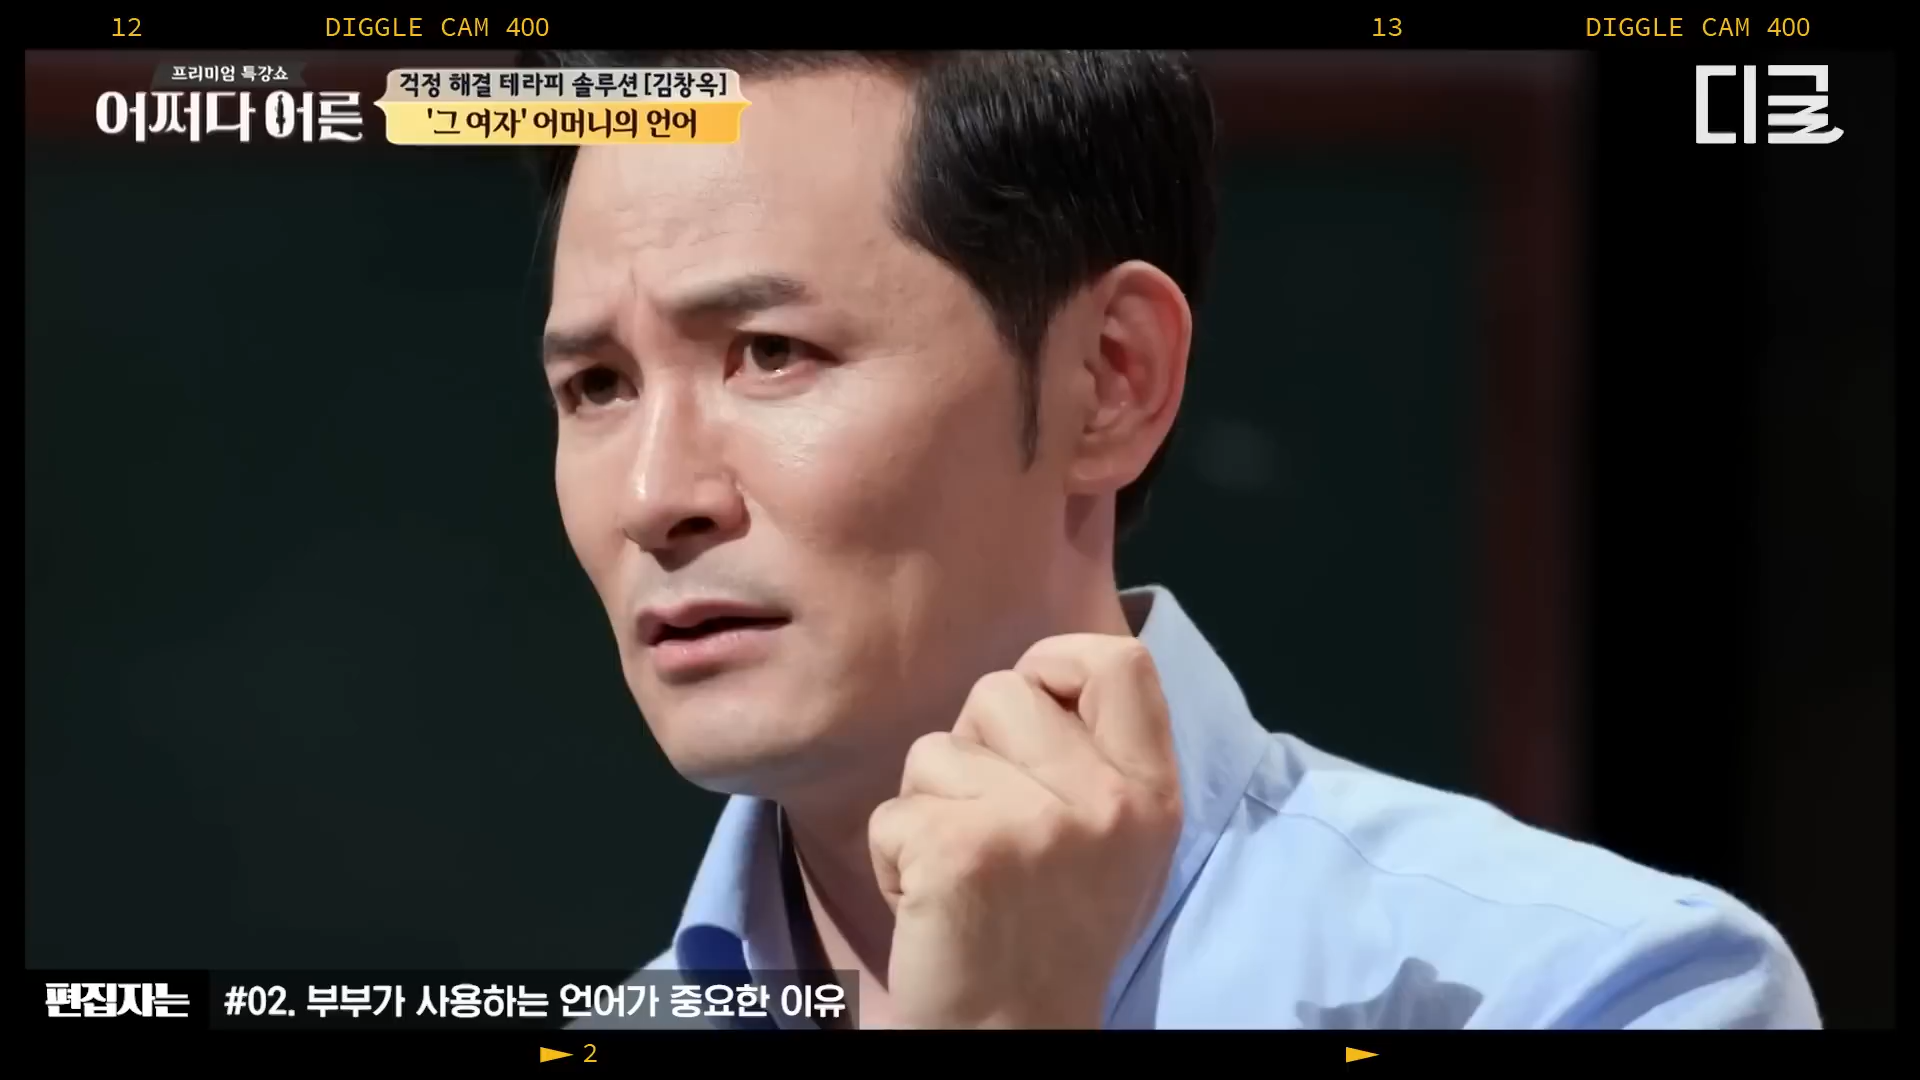 12
DIGGLE CAM 400
13
DIGGLE CAM 400
프리미엄 특강쇼
어쩌다 어른
걱정 해결 테라피 솔루션[김창옥]
'그 여자' 어머니의 언어
디글
편집자는
#02. 부부가 사용하는 언어가 중요한 이유
2